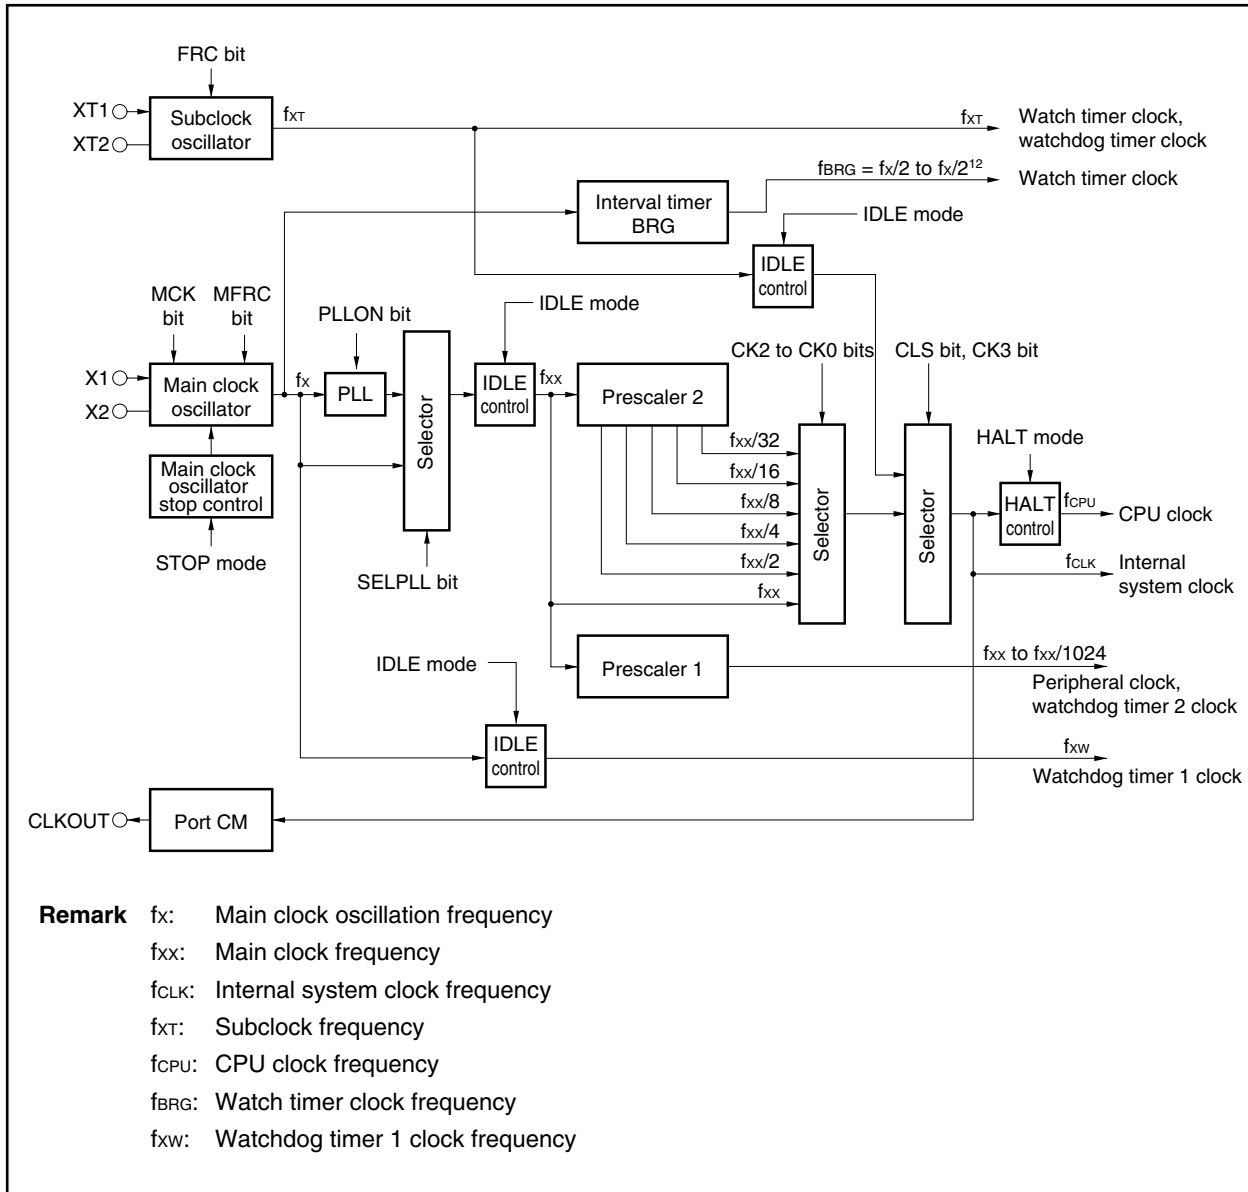 FRC bit
XT1
XT2
Subclock
oscillator
fXT
fXT
Watch timer clock,
watchdog timer clock
fBRG = fX/2 to fX/2¹²
Watch timer clock
Interval timer
BRG
IDLE mode
IDLE
control
MCK
bit
MFRC
bit
PLLON bit
IDLE mode
CK2 to CK0 bits
CLS bit, CK3 bit
X1
X2
Main clock
oscillator
fX
PLL
Selector
IDLE
control
fXX
Prescaler 2
HALT mode
Main clock
oscillator
stop control
STOP mode
SELPLL bit
fXX/32
fXX/16
fXX/8
fXX/4
fXX/2
fXX
Selector
Selector
HALT
control
fCPU
CPU clock
fCLK
Internal
system clock
IDLE mode
Prescaler 1
fXX to fXX/1024
Peripheral clock,
watchdog timer 2 clock
IDLE
control
fXW
Watchdog timer 1 clock
CLKOUT
Port CM
Remark fX: Main clock oscillation frequency
fXX: Main clock frequency
fCLK: Internal system clock frequency
fXT: Subclock frequency
fCPU: CPU clock frequency
fBRG: Watch timer clock frequency
fXW: Watchdog timer 1 clock frequency